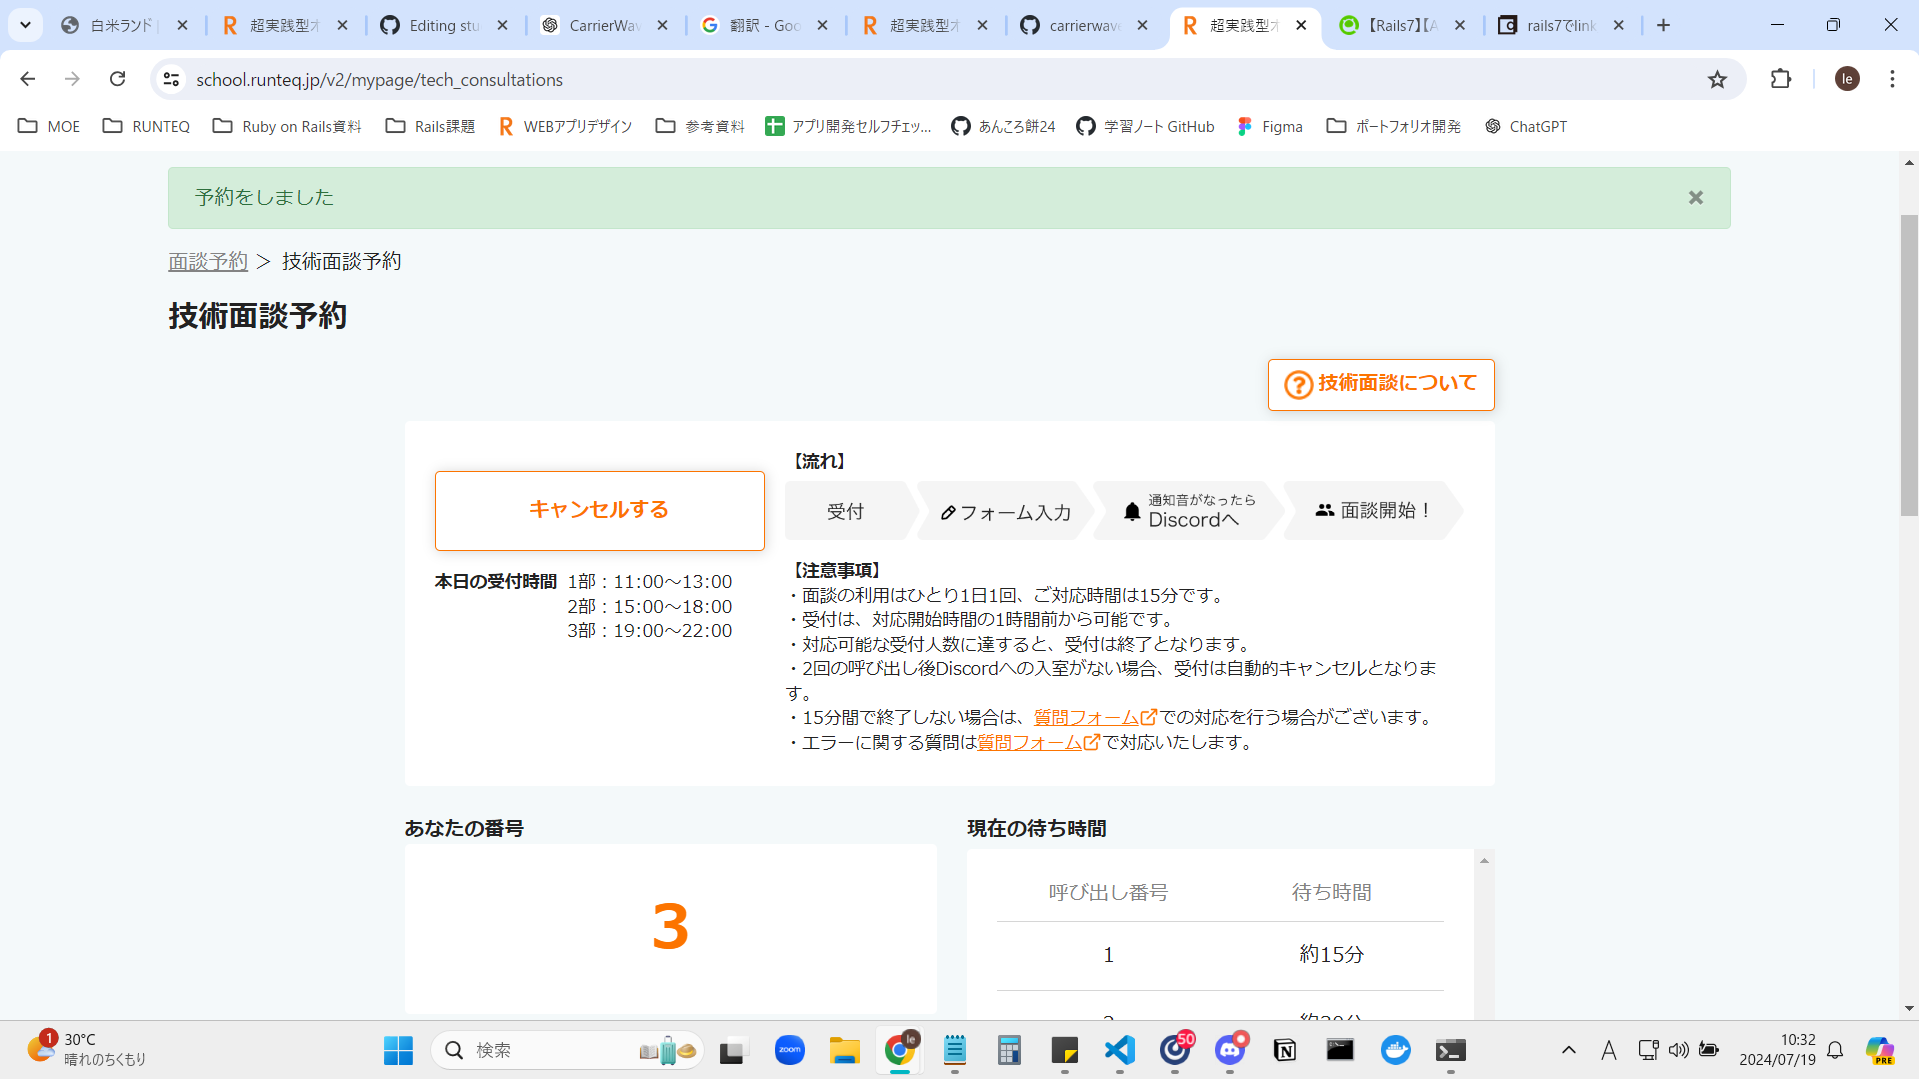 白米ランド
超実践型オ
Editing stu
CarrierWav
翻訳 - Goo
超実践型オ
carrierwave
超実践型オ
【Rails7】【A
rails7でlink
school.runteq.jp/v2/mypage/tech_consultations
le
MOE
RUNTEQ
Ruby on Rails資料
Rails課題
WEBアプリデザイン
参考資料
アプリ開発セルフチェッ...
あんころ餅24
学習ノート GitHub
Figma
ポートフォリオ開発
ChatGPT
予約をしました
×
面談予約 ＞ 技術面談予約
技術面談予約
技術面談について
キャンセルする
本日の受付時間 1部：11:00〜13:00
2部：15:00〜18:00
3部：19:00〜22:00
【流れ】
受付
フォーム入力
通知音がなったら
Discordへ
面談開始！
【注意事項】
・面談の利用はひとり1日1回、ご対応時間は15分です。
・受付は、対応開始時間の1時間前から可能です。
・対応可能な受付人数に達すると、受付は終了となります。
・2回の呼び出し後Discordへの入室がない場合、受付は自動的キャンセルとなりま
す。
・15分間で終了しない場合は、質問フォームでの対応を行う場合がございます。
・エラーに関する質問は質問フォームで対応いたします。
あなたの番号
3
現在の待ち時間
呼び出し番号 待ち時間
1 約15分
1
30°C
晴れのちくもり
検索
zoom
le
50
A
10:32
2024/07/19
PRE